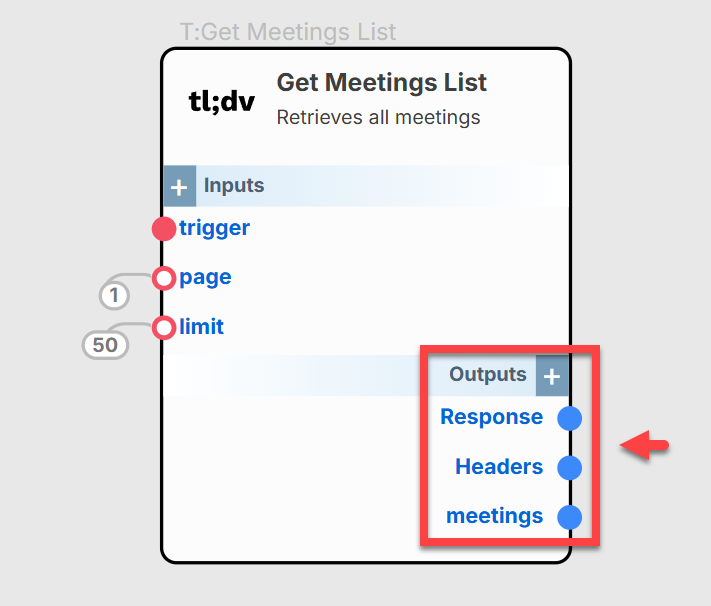 T:Get Meetings List
tl;dv
Get Meetings List
Retrieves all meetings
+ Inputs
trigger
page
1
limit
50
Outputs +
Response
Headers
meetings